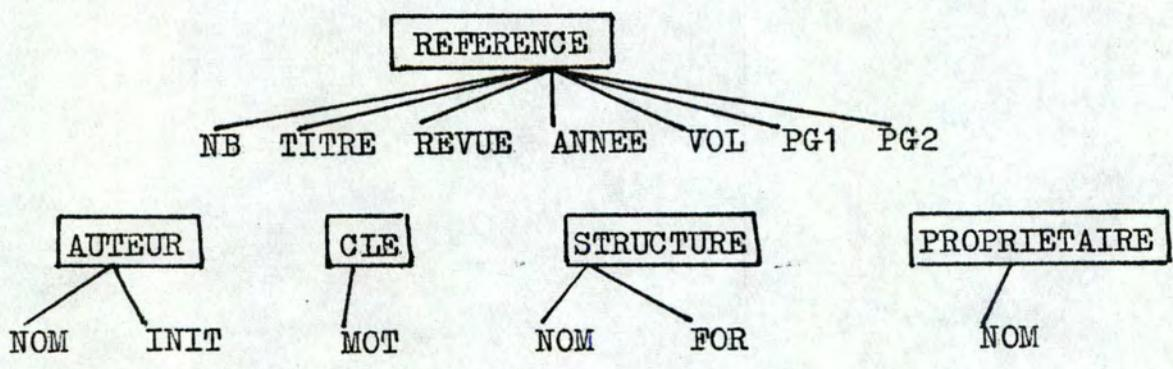 REFERENCE
NB TITRE REVUE ANNEE VOL PG1 PG2
AUTEUR CLE STRUCTURE PROPRIETAIRE
NOM INIT MOT NOM FOR NOM